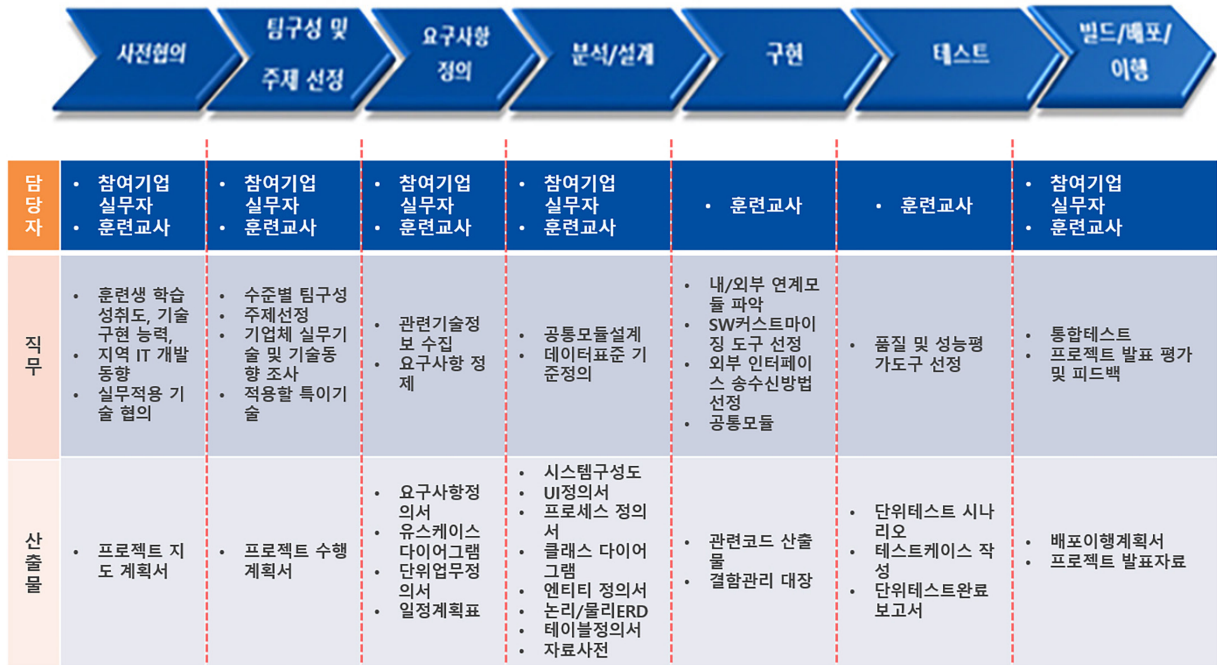 사전협의
팀구성 및
주제 선정
요구사항
정의
분석/설계
구현
테스트
빌드/배포/
이행
담
당
자
• 참여기업
실무자
• 훈련교사
• 참여기업
실무자
• 훈련교사
• 참여기업
실무자
• 훈련교사
• 참여기업
실무자
• 훈련교사
• 훈련교사
• 훈련교사
• 참여기업
실무자
• 훈련교사
직
무
• 훈련생 학습
성취도, 기술
구현 능력,
• 지역 IT 개발
동향
• 실무적용 기
술 협의
• 수준별 팀구성
• 주제선정
• 기업체 실무기
술 및 기술동
향 조사
• 적용할 특이기
술
• 관련기술정
보 수집
• 요구사항 정
제
• 공통모듈설계
• 데이터표준 기
준정의
• 내/외부 연계모
듈 파악
• SW커스트마이
징 도구 선정
• 외부 인터페이
스 송수신방법
선정
• 공통모듈
• 품질 및 성능평
가도구 선정
• 통합테스트
• 프로젝트 발표 평가
및 피드백
산
출
물
• 프로젝트 지
도 계획서
• 프로젝트 수행
계획서
• 요구사항정
의서
• 유스케이스
다이어그램
• 단위업무정
의서
• 일정계획표
• 시스템구성도
• UI정의서
• 프로세스 정의
서
• 클래스 다이어
그램
• 엔티티 정의서
• 논리/물리ERD
• 테이블정의서
• 자료사전
• 관련코드 산출
물
• 결함관리 대장
• 단위테스트 시나
리오
• 테스트케이스 작
성
• 단위테스트완료
보고서
• 배포이행계획서
• 프로젝트 발표자료